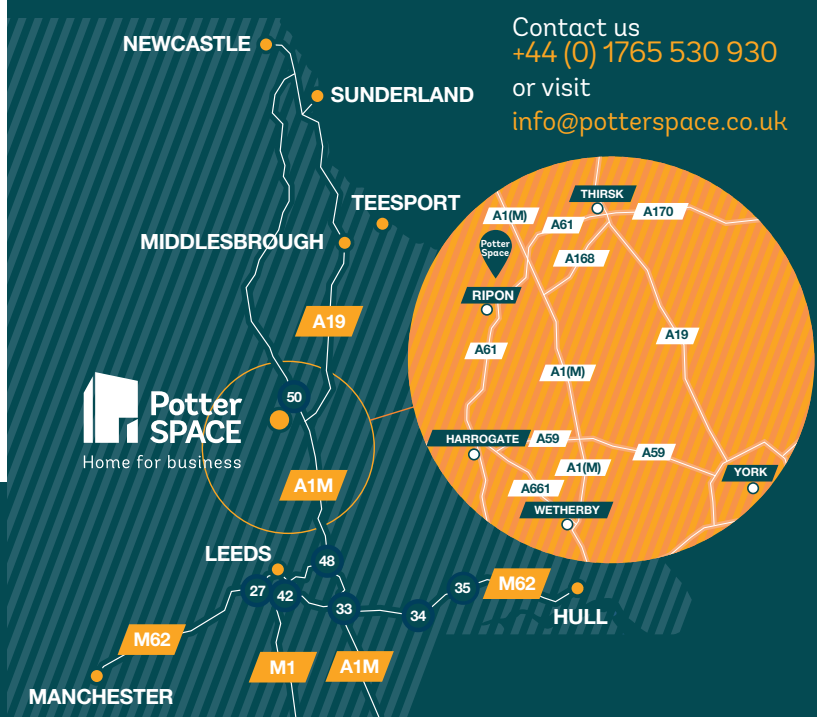 Contact us
+44 (0) 1765 530 930
or visit
info@potterspace.co.uk
NEWCASTLE
SUNDERLAND
TEESPORT
MIDDLESBROUGH
A19
50
Potter
SPACE
Home for business
A1M
LEEDS
48
27
42
33
34
35
M62
HULL
M62
M1
A1M
MANCHESTER
THIRSK
A1(M)
A61
A170
Potter
Space
A168
RIPON
A61
A19
A1(M)
HARROGATE
A59
A59
A1(M)
YORK
A661
WETHERBY